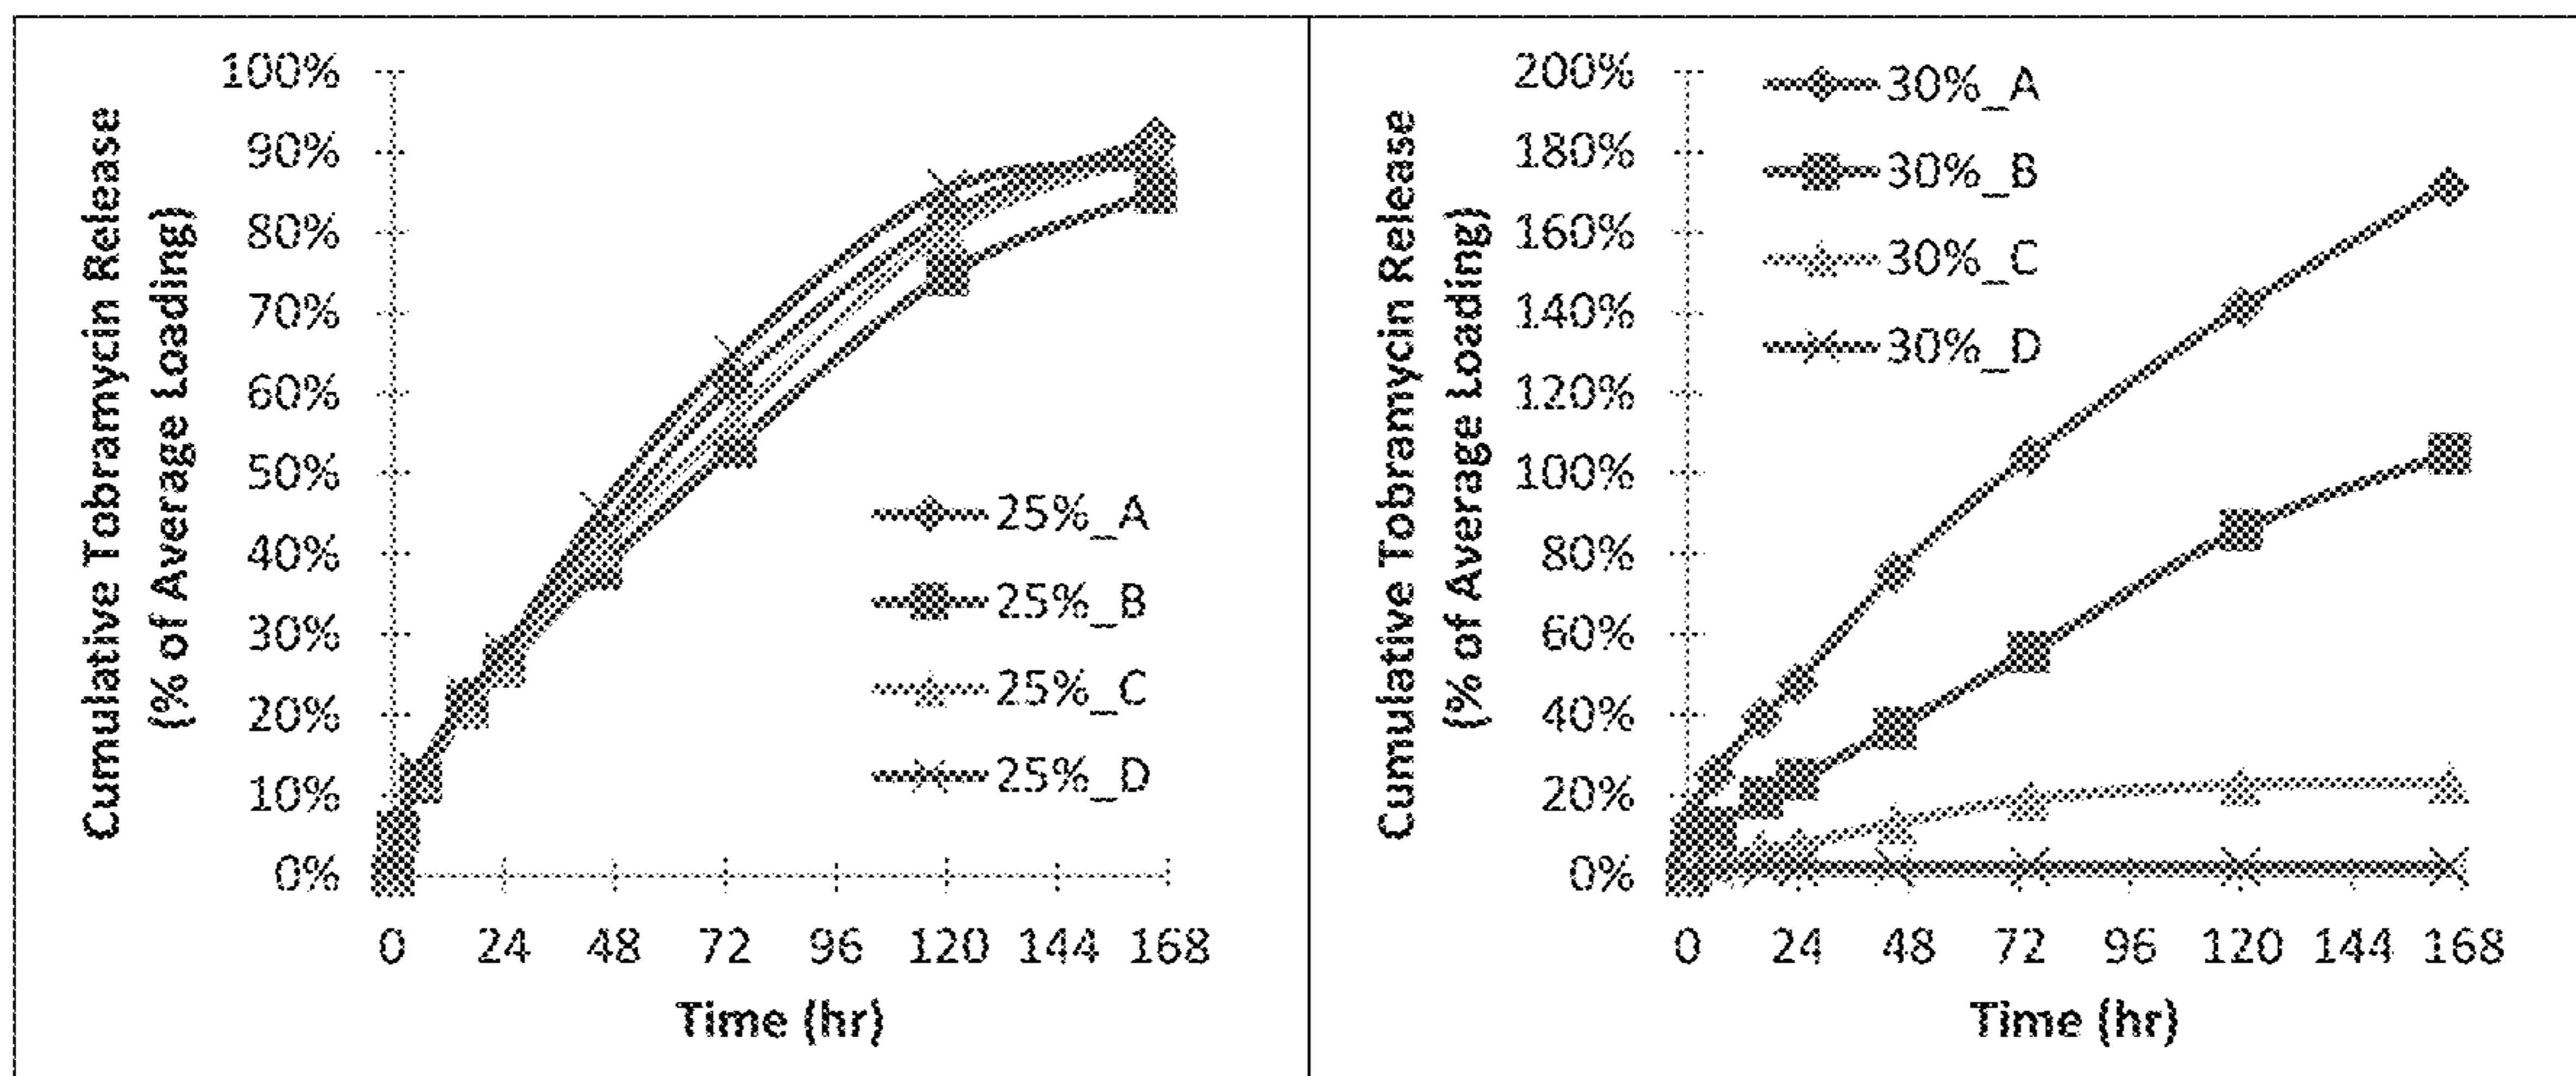 Cumulative Tobramycin Release
(% of Average Loading)
100%
90%
80%
70%
60%
50%
40%
30%
20%
10%
0%
25%_A
25%_B
25%_C
25%_D
0 24 48 72 96 120 144 168
Time (hr)
Cumulative Tobramycin Release
(% of Average Loading)
200%
180%
160%
140%
120%
100%
80%
60%
40%
20%
0%
30%_A
30%_B
30%_C
30%_D
0 24 48 72 96 120 144 168
Time (hr)